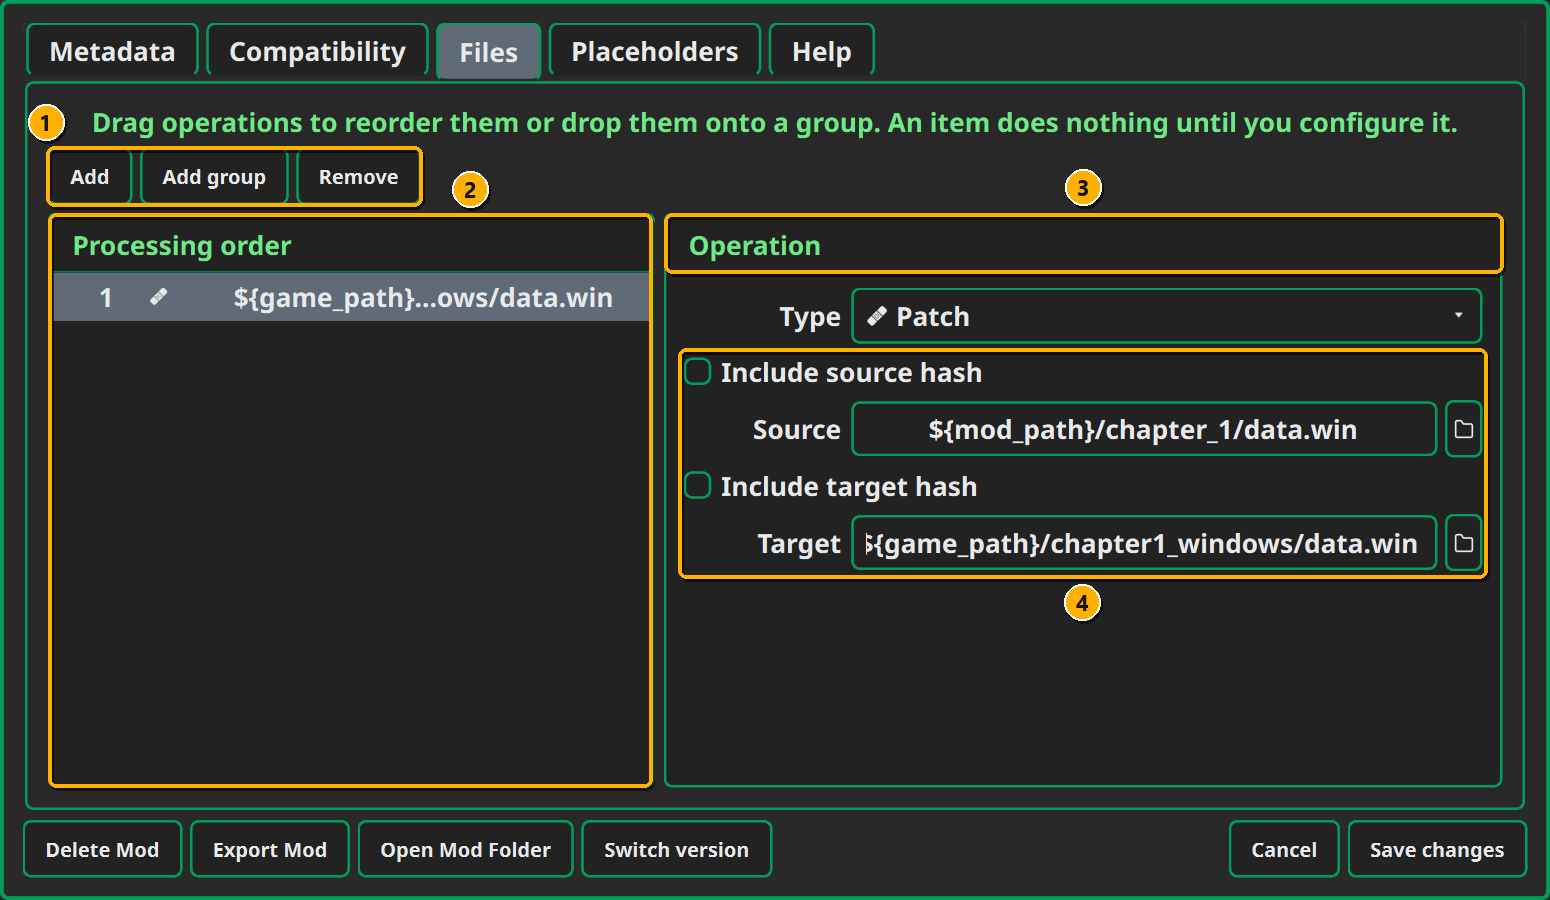 Metadata
Compatibility
Files
Placeholders
Help
1
Drag operations to reorder them or drop them onto a group. An item does nothing until you configure it.
Add
Add group
Remove
2
3
Processing order
1 ${game_path}...ows/data.win
Operation
Type
Patch
Include source hash
Source
${mod_path}/chapter_1/data.win
Include target hash
Target
${game_path}/chapter1_windows/data.win
4
Delete Mod
Export Mod
Open Mod Folder
Switch version
Cancel
Save changes